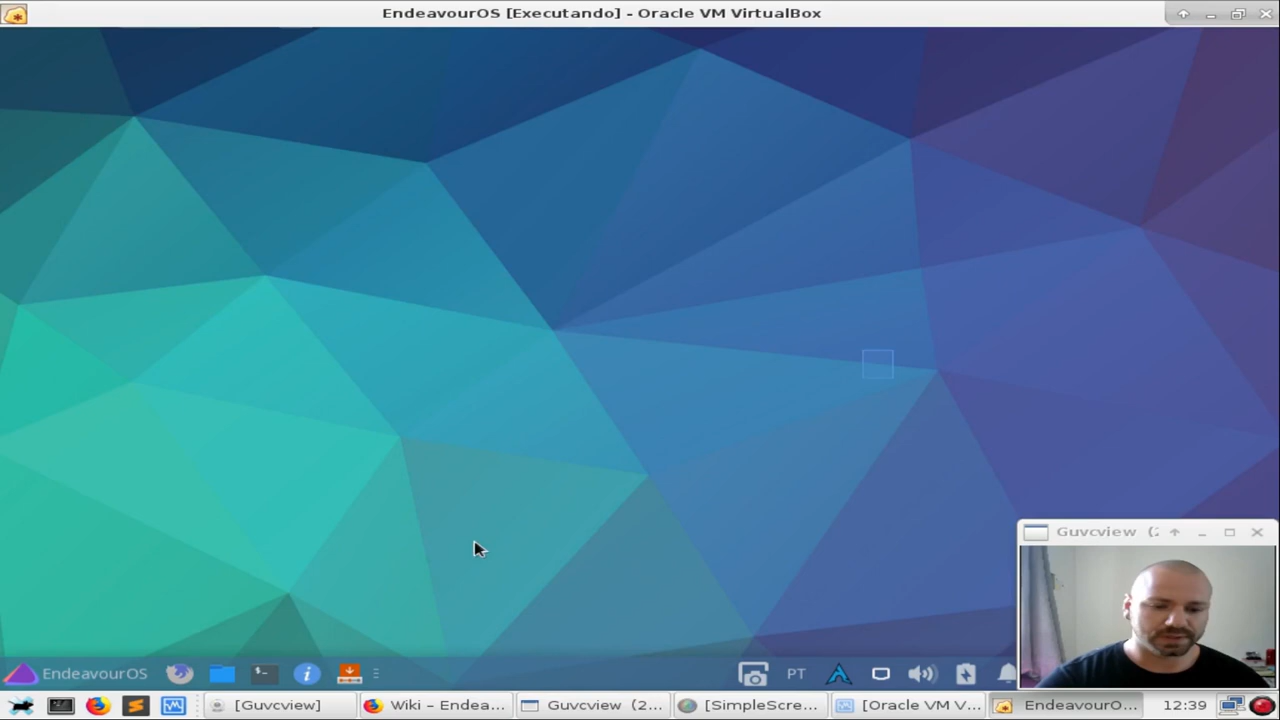 EndeavourOS [Executando] - Oracle VM VirtualBox
Guvcview (2
EndeavourOS
PT
[Guvcview]
Wiki – Endea...
Guvcview (2...
[SimpleScre...
[Oracle VM V...
EndeavourO...
12:39